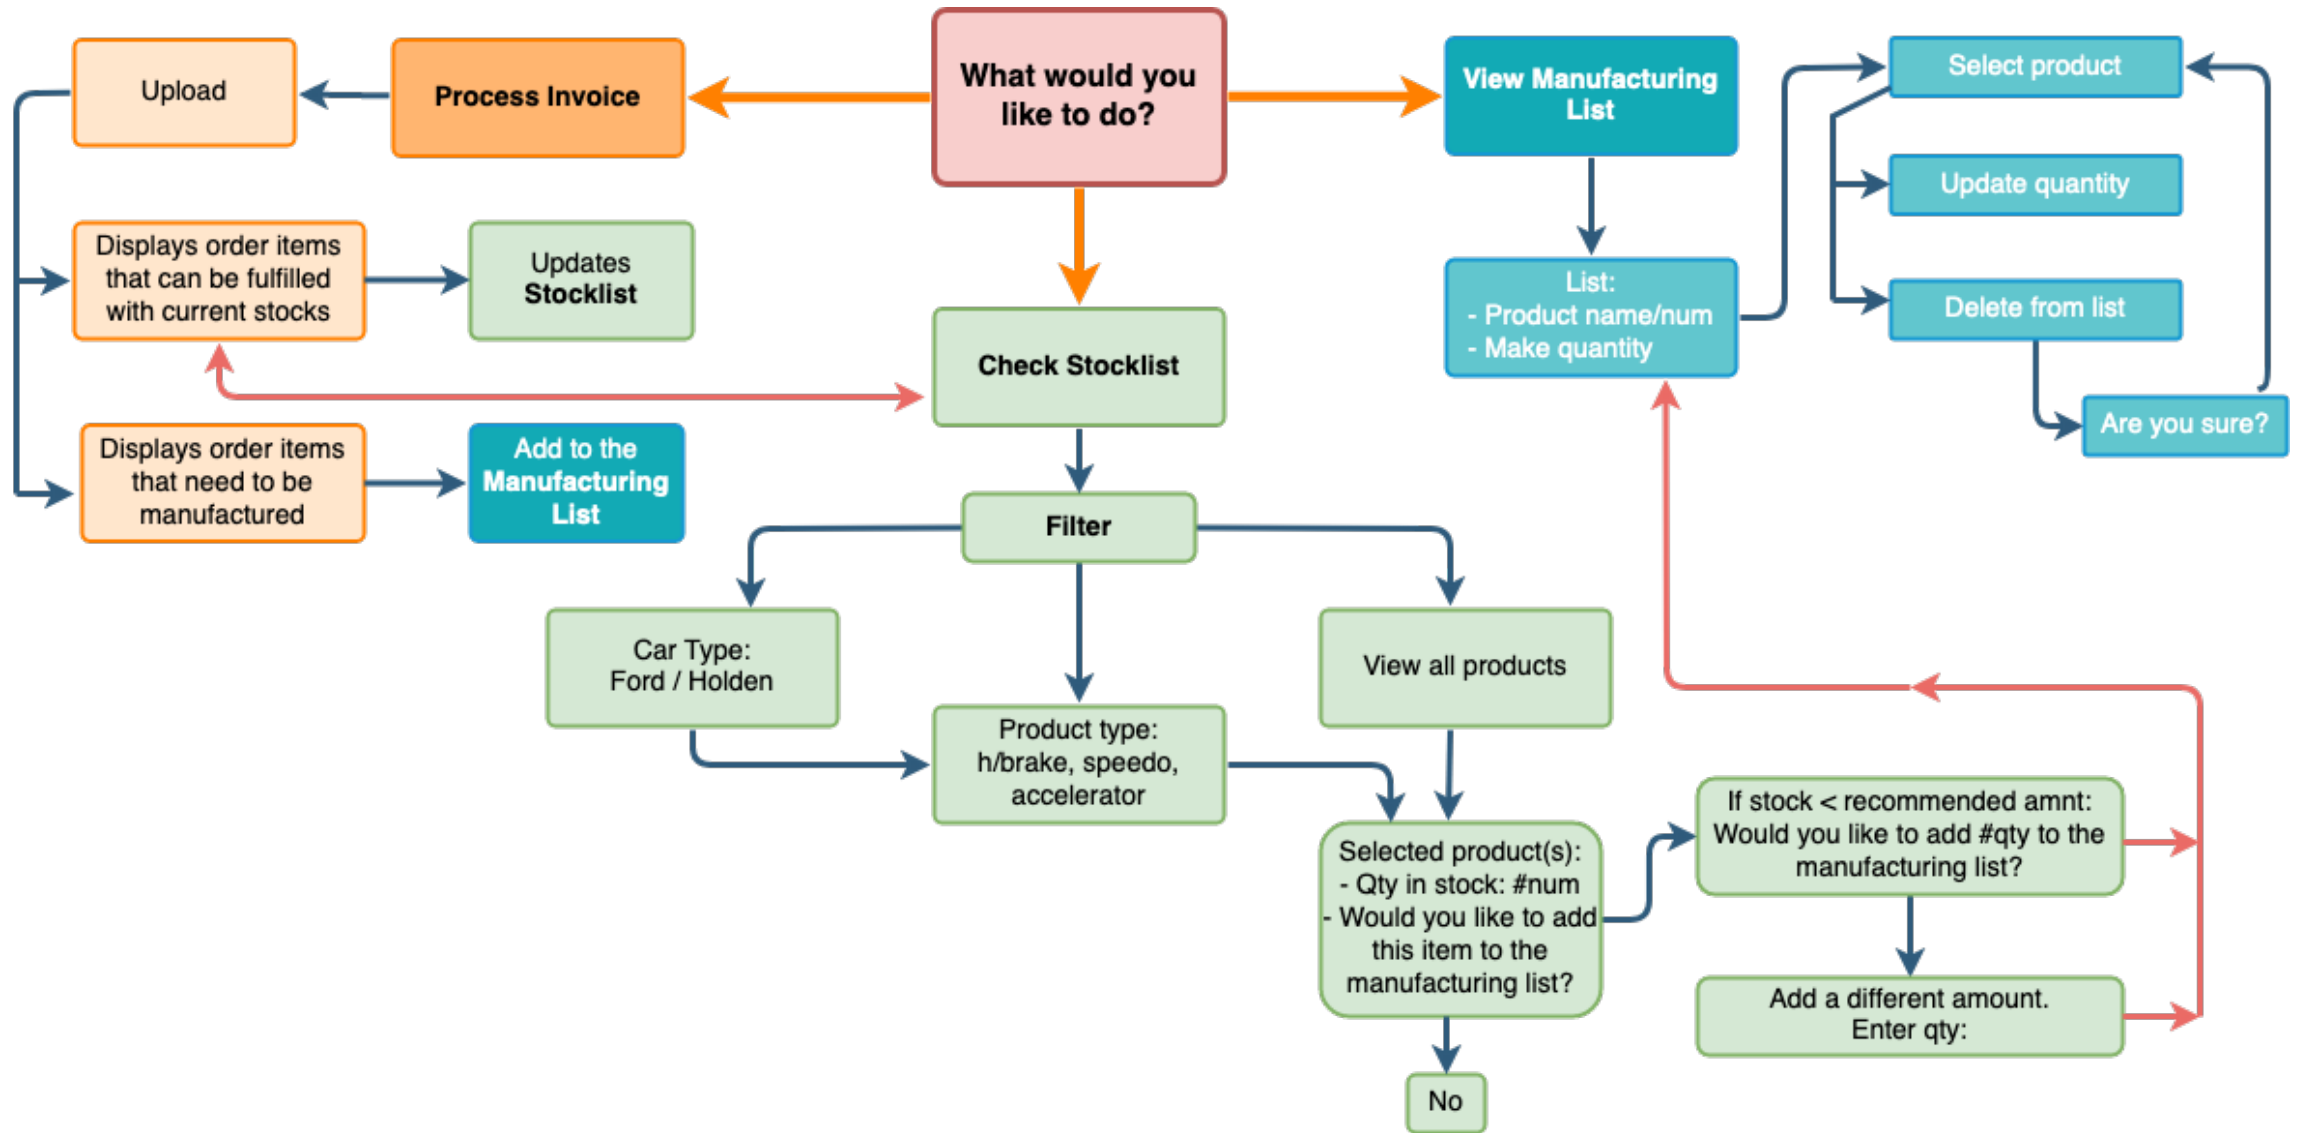 What would you
like to do?
Process Invoice
Upload
Displays order items
that can be fulfilled
with current stocks
Updates
Stocklist
Displays order items
that need to be
manufactured
Add to the
Manufacturing
List
Check Stocklist
Filter
Car Type:
Ford / Holden
Product type:
h/brake, speedo,
accelerator
View all products
Selected product(s):
- Qty in stock: #num
- Would you like to add
this item to the
manufacturing list?
No
If stock < recommended amnt:
Would you like to add #qty to the
manufacturing list?
Add a different amount.
Enter qty:
View Manufacturing
List
List:
- Product name/num
- Make quantity
Select product
Update quantity
Delete from list
Are you sure?